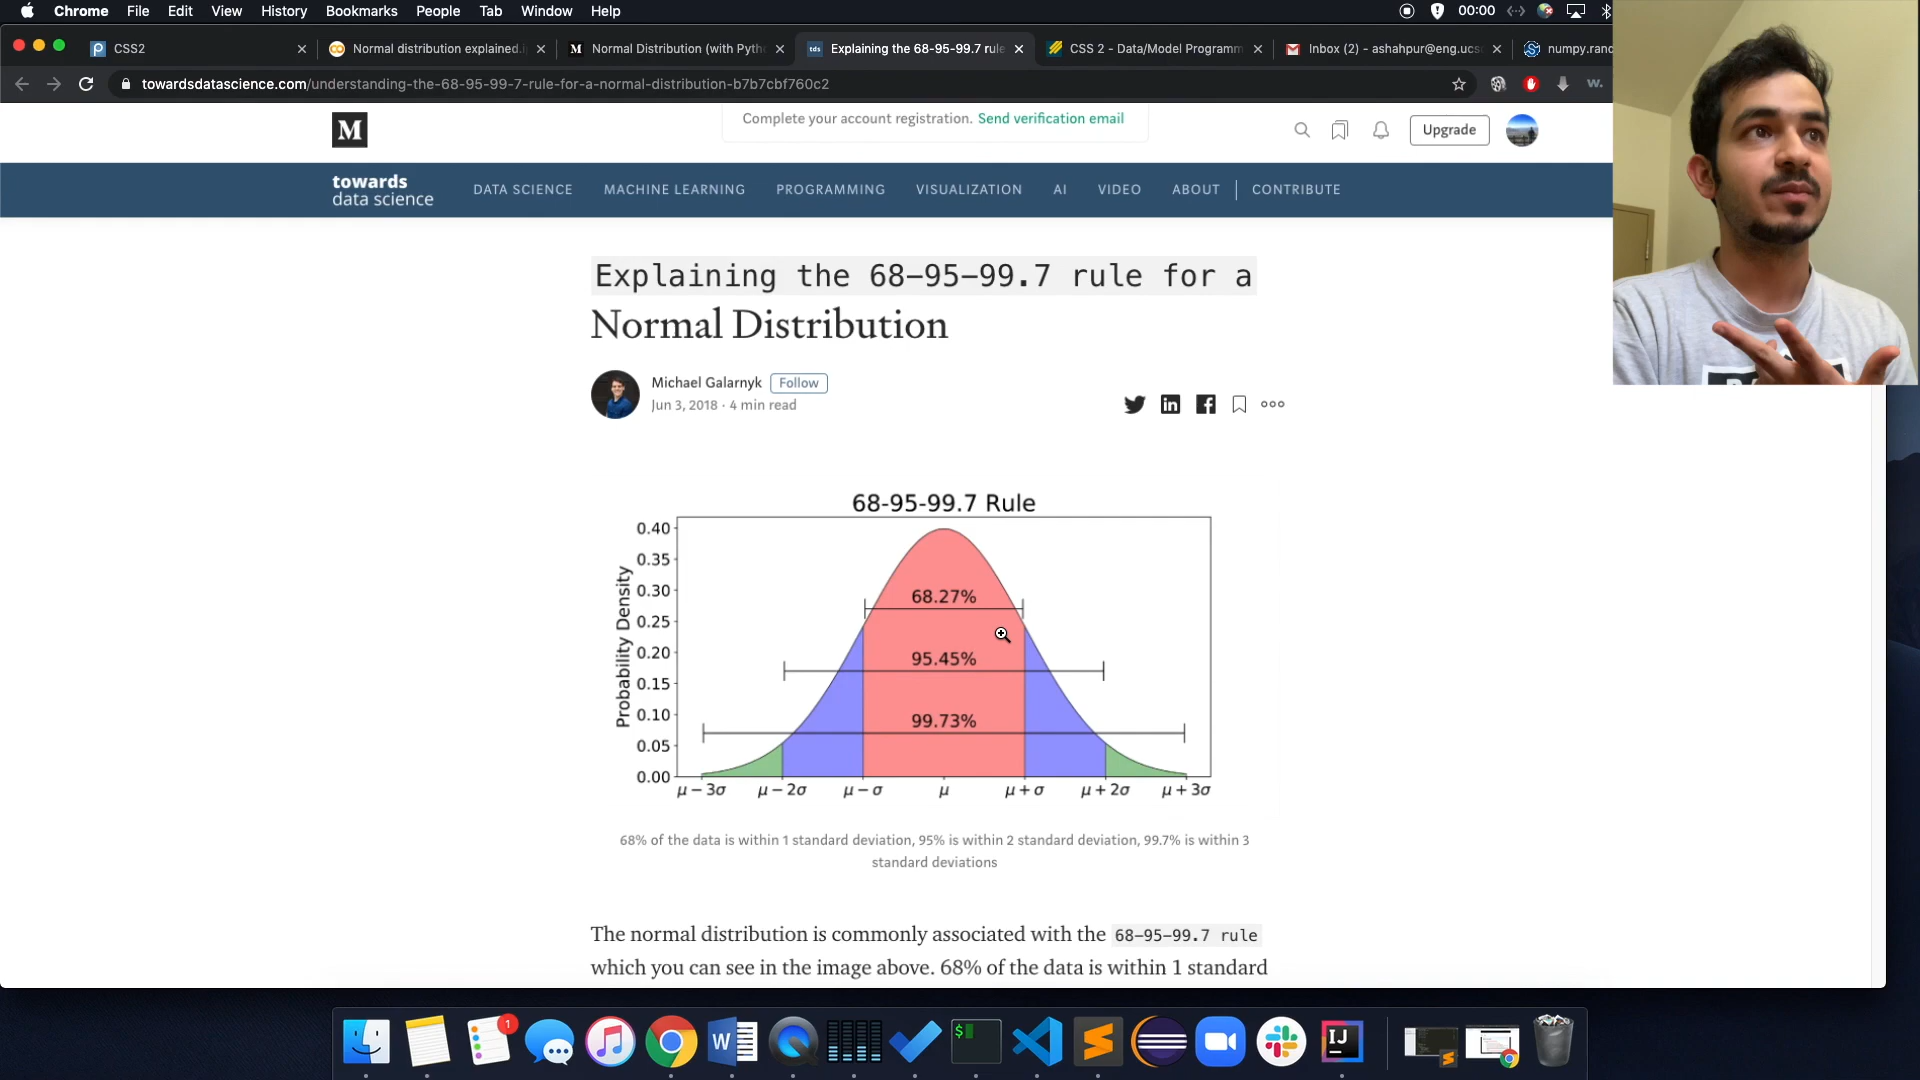 Chrome File Edit View History Bookmarks People Tab Window Help 00:00
CSS2
Normal distribution explained.i
Normal Distribution (with Pyth
Explaining the 68-95-99.7 rule
CSS 2 - Data/Model Programm
Inbox (2) - ashahpur@eng.ucs
numpy.rand
towardsdatascience.com/understanding-the-68-95-99-7-rule-for-a-normal-distribution-b7b7cbf760c2
w.
M
Complete your account registration. Send verification email
Upgrade
towards
data science
DATA SCIENCE MACHINE LEARNING PROGRAMMING VISUALIZATION AI VIDEO ABOUT | CONTRIBUTE
Explaining the 68-95-99.7 rule for a
Normal Distribution
Michael Galarnyk Follow
Jun 3, 2018 · 4 min read
68-95-99.7 Rule
Probability Density
0.40
0.35
0.30
0.25
0.20
0.15
0.10
0.05
0.00
68.27%
95.45%
99.73%
μ − 3σ μ − 2σ μ − σ μ μ + σ μ + 2σ μ + 3σ
68% of the data is within 1 standard deviation, 95% is within 2 standard deviation, 99.7% is within 3
standard deviations
The normal distribution is commonly associated with the 68-95-99.7 rule
which you can see in the image above. 68% of the data is within 1 standard
1
W
$
IJ